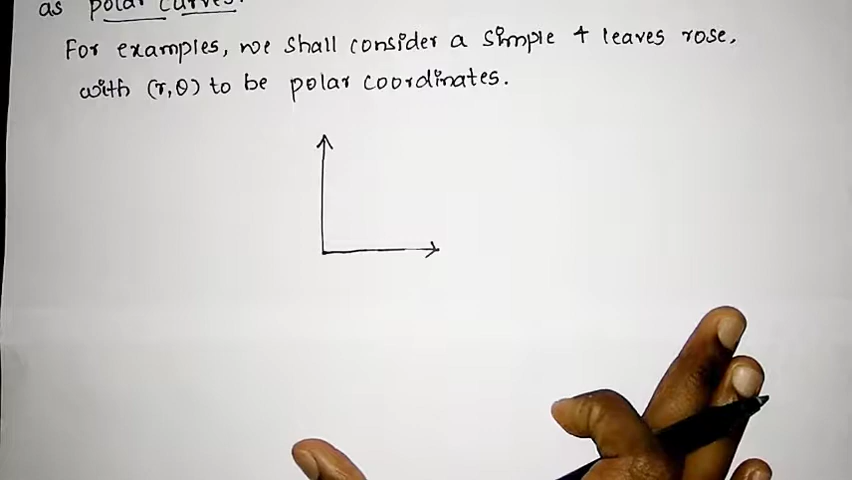 as polar curves.
For examples, we shall consider a simple 4 leaves rose,
with (r,θ) to be polar coordinates.